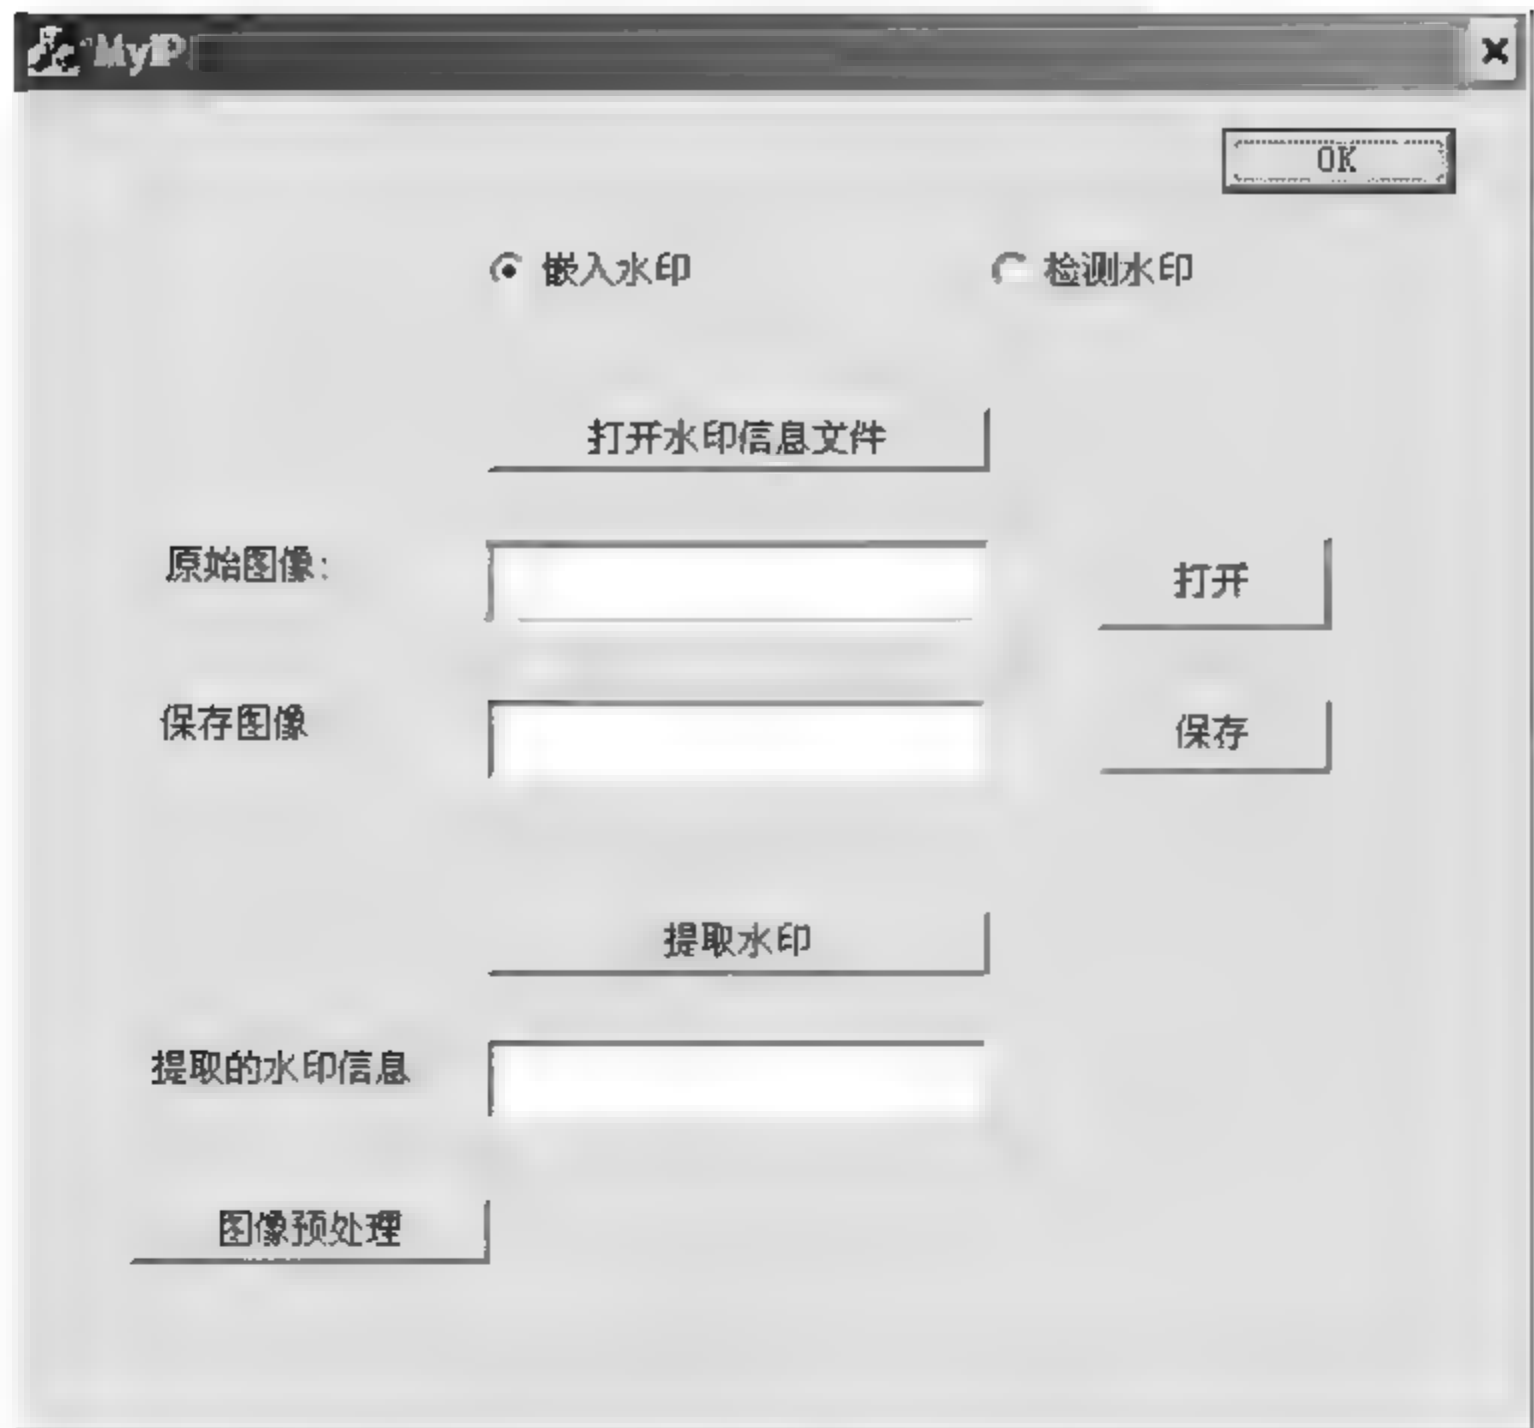 MyIP
OK
嵌入水印 检测水印
打开水印信息文件
原始图像: 打开
保存图像 保存
提取水印
提取的水印信息
图像预处理